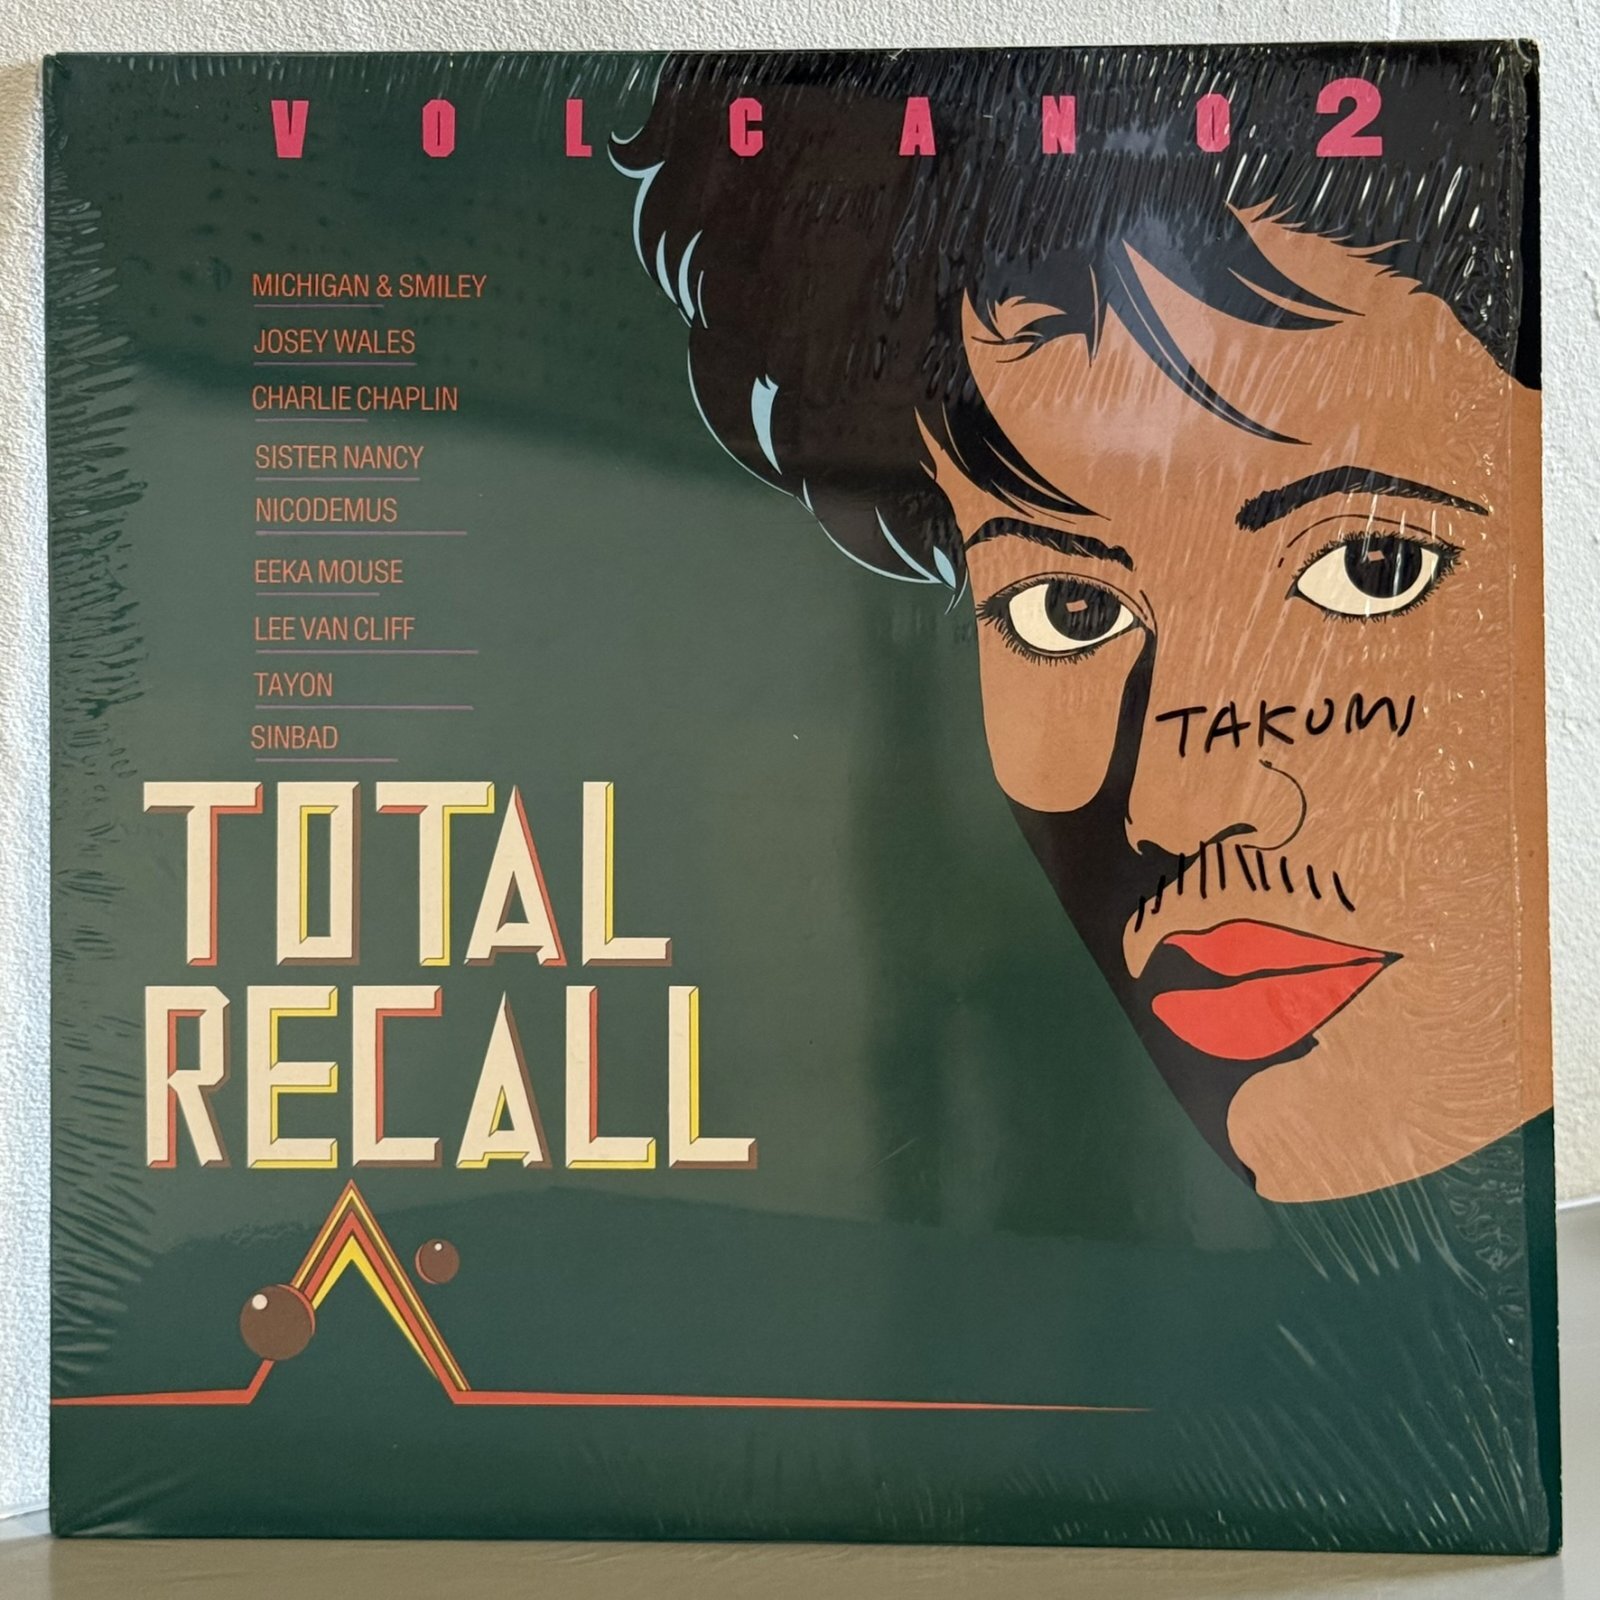 VOLCANO 2
MICHIGAN & SMILEY
JOSEY WALES
CHARLIE CHAPLIN
SISTER NANCY
NICODEMUS
EEKA MOUSE
LEE VAN CLIFF
TAYON
SINBAD
TAKUMI
TOTAL
RECALL